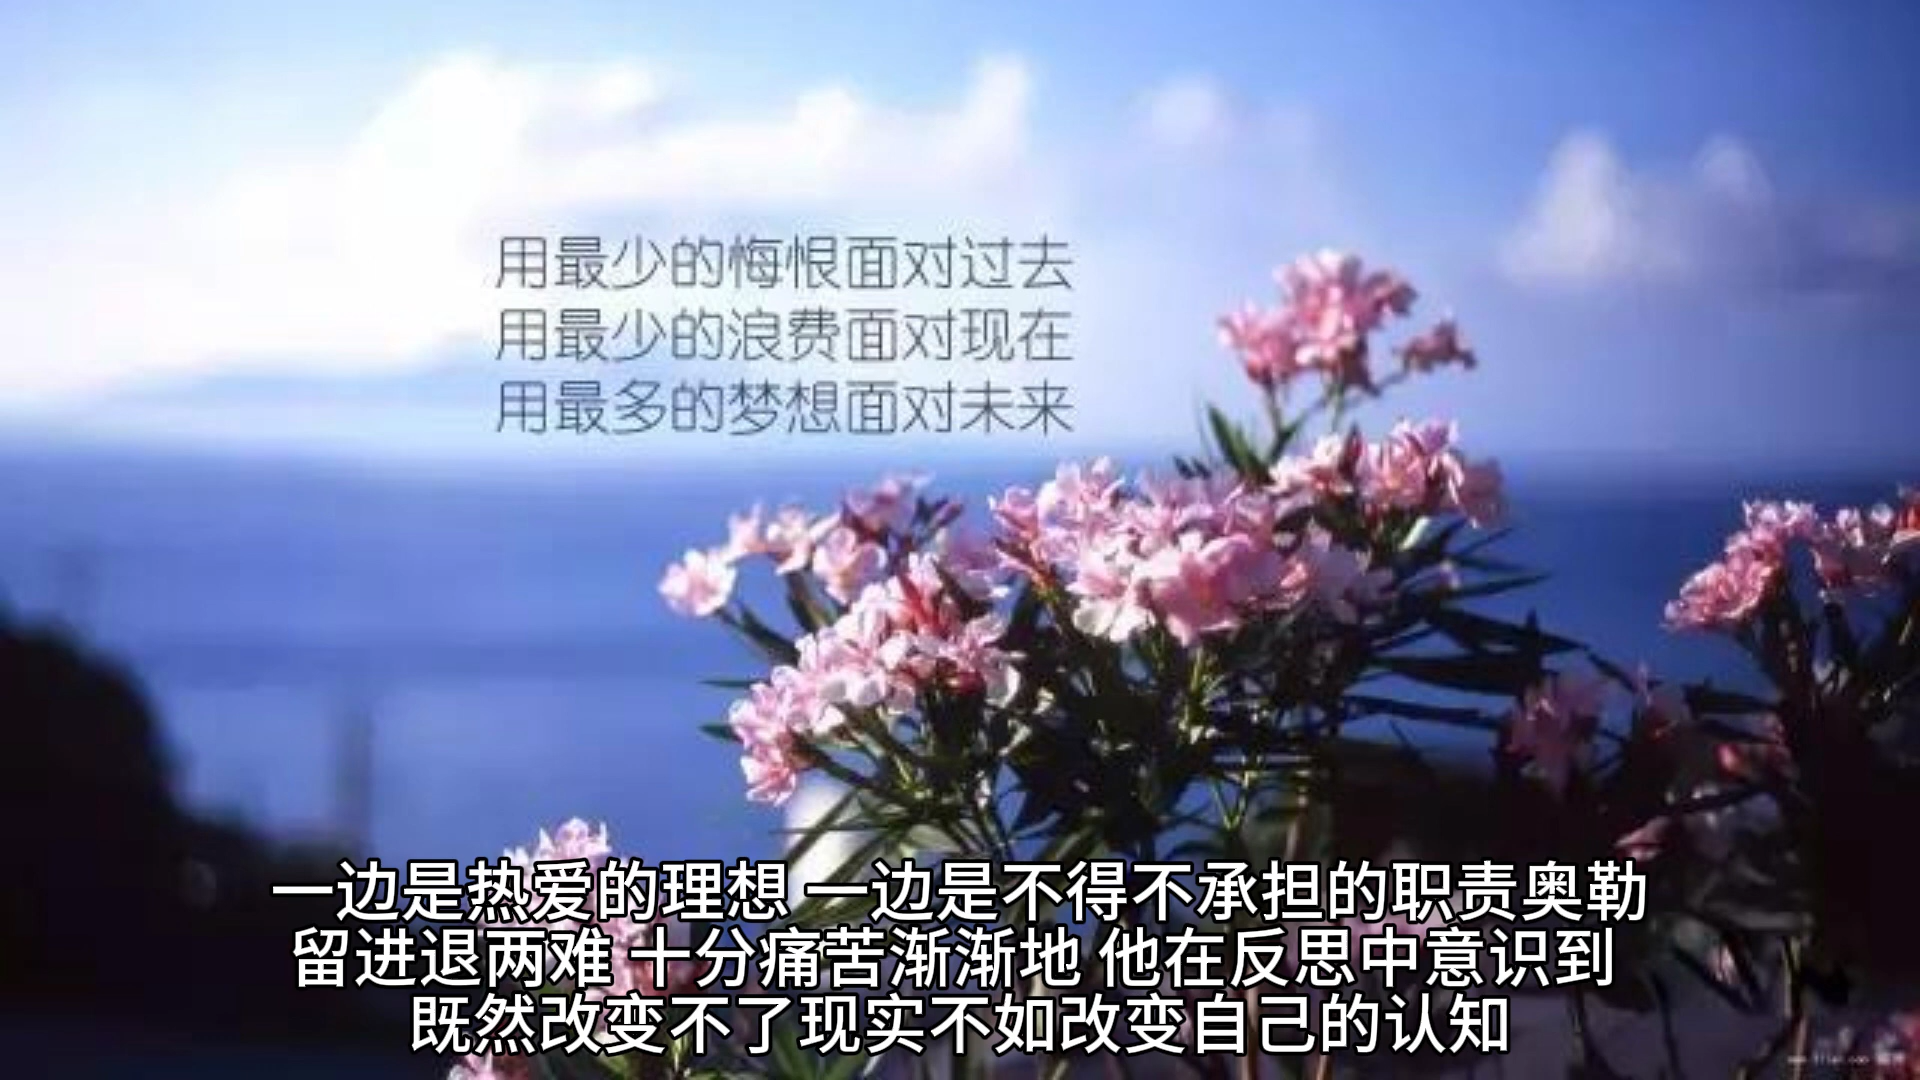 用最少的悔恨面对过去
用最少的浪费面对现在
用最多的梦想面对未来
一边是热爱的理想 一边是不得不承担的职责奥勒
留进退两难 十分痛苦渐渐地 他在反思中意识到
既然改变不了现实不如改变自己的认知